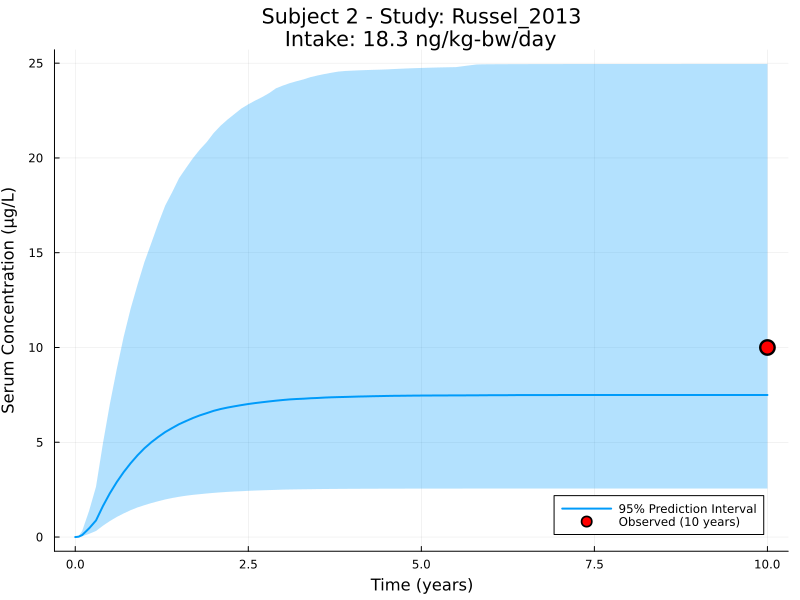 Subject 2 - Study: Russel_2013
Intake: 18.3 ng/kg-bw/day
Serum Concentration (μg/L)
25
20
15
10
5
0
95% Prediction Interval
Observed (10 years)
0.0
2.5
5.0
7.5
10.0
Time (years)